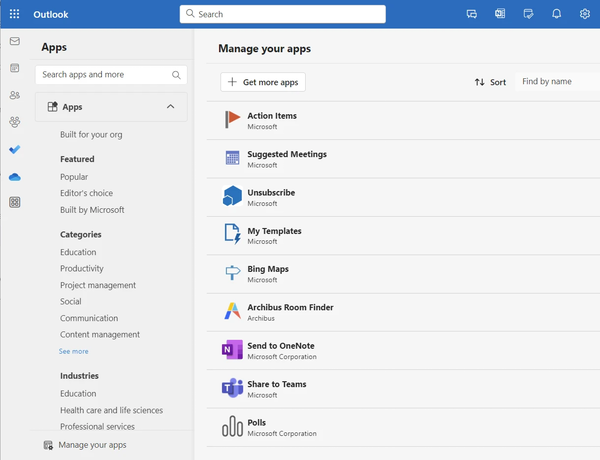 Outlook
Search
Apps
Search apps and more
Apps
Built for your org
Featured
Popular
Editor's choice
Built by Microsoft
Categories
Education
Productivity
Project management
Social
Communication
Content management
See more
Industries
Education
Health care and life sciences
Professional services
Manage your apps
Manage your apps
Get more apps
Sort
Find by name
Action Items
Microsoft
Suggested Meetings
Microsoft
Unsubscribe
Microsoft
My Templates
Microsoft
Bing Maps
Microsoft
Archibus Room Finder
Archibus
Send to OneNote
Microsoft Corporation
Share to Teams
Microsoft
Polls
Microsoft Corporation